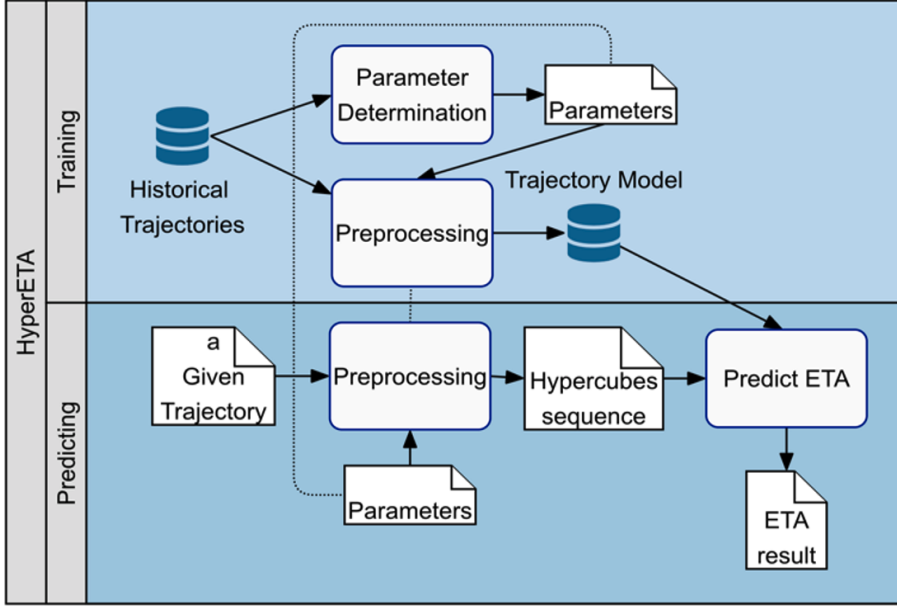 HyperETA
Training
Parameter
Determination
Parameters
Historical
Trajectories
Trajectory Model
Preprocessing
Predicting
a
Given
Trajectory
Preprocessing
Hypercubes
sequence
Predict ETA
Parameters
ETA
result